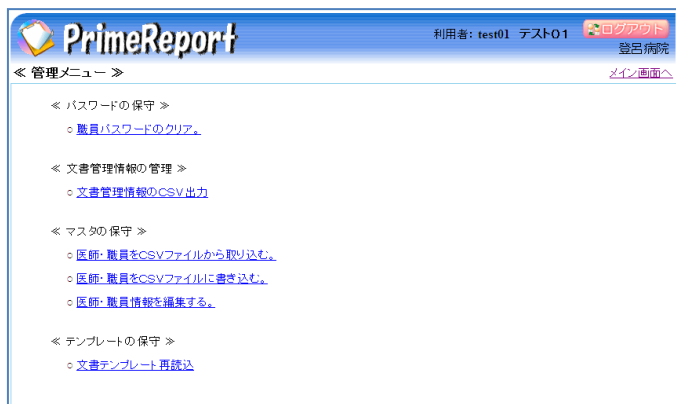 PrimeReport
利用者: test01 テスト01
ログアウト
登呂病院
≪ 管理メニュー ≫
メイン画面へ
≪ パスワードの保守 ≫
○ 職員パスワードのクリア。
≪ 文書管理情報の管理 ≫
○ 文書管理情報のCSV出力
≪ マスタの保守 ≫
○ 医師・職員をCSVファイルから取り込む。
○ 医師・職員をCSVファイルに書き込む。
○ 医師・職員情報を編集する。
≪ テンプレートの保守 ≫
○ 文書テンプレート再読込